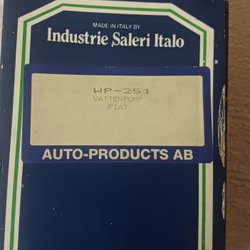 MADE IN ITALY BY
Industrie Saleri Italo
WP-251
VATTENPUMP
FIAT
AUTO-PRODUCTS AB